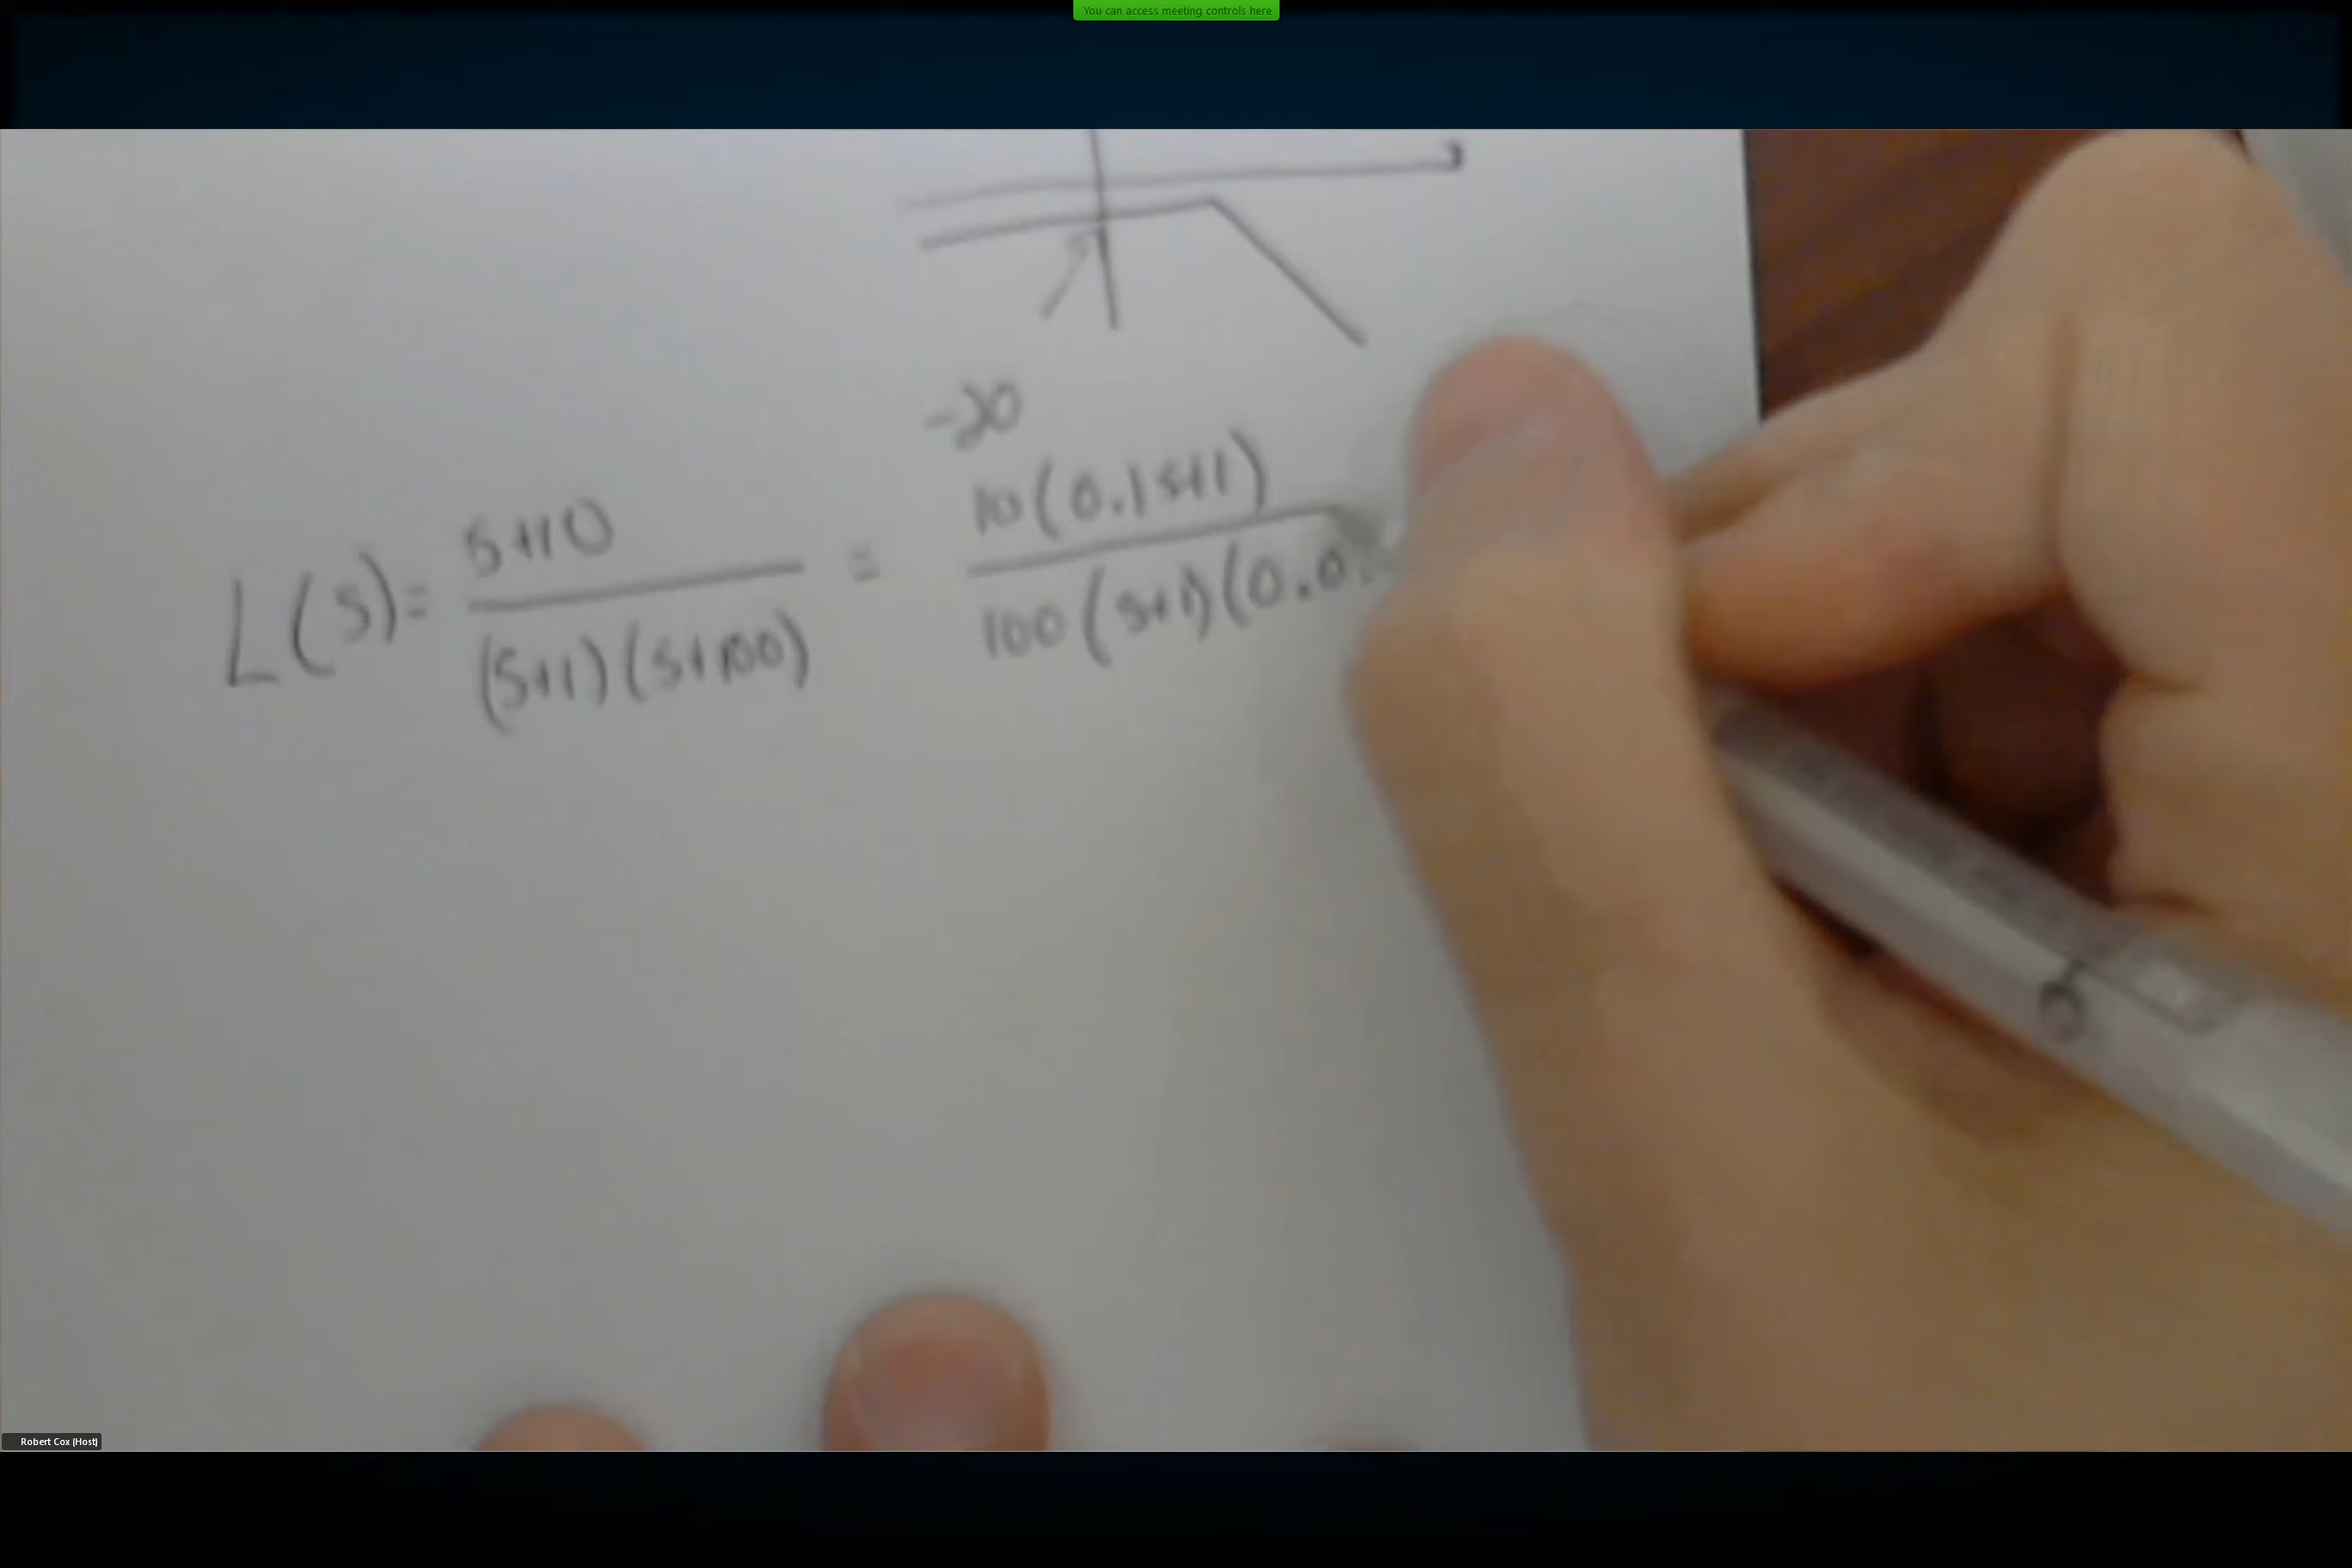 You can access meeting controls here
-20
L(s) = s+10 / (s+1)(s+100) = 10(0.1s+1) / 100(s+1)(0.0
Robert Cox (Host)